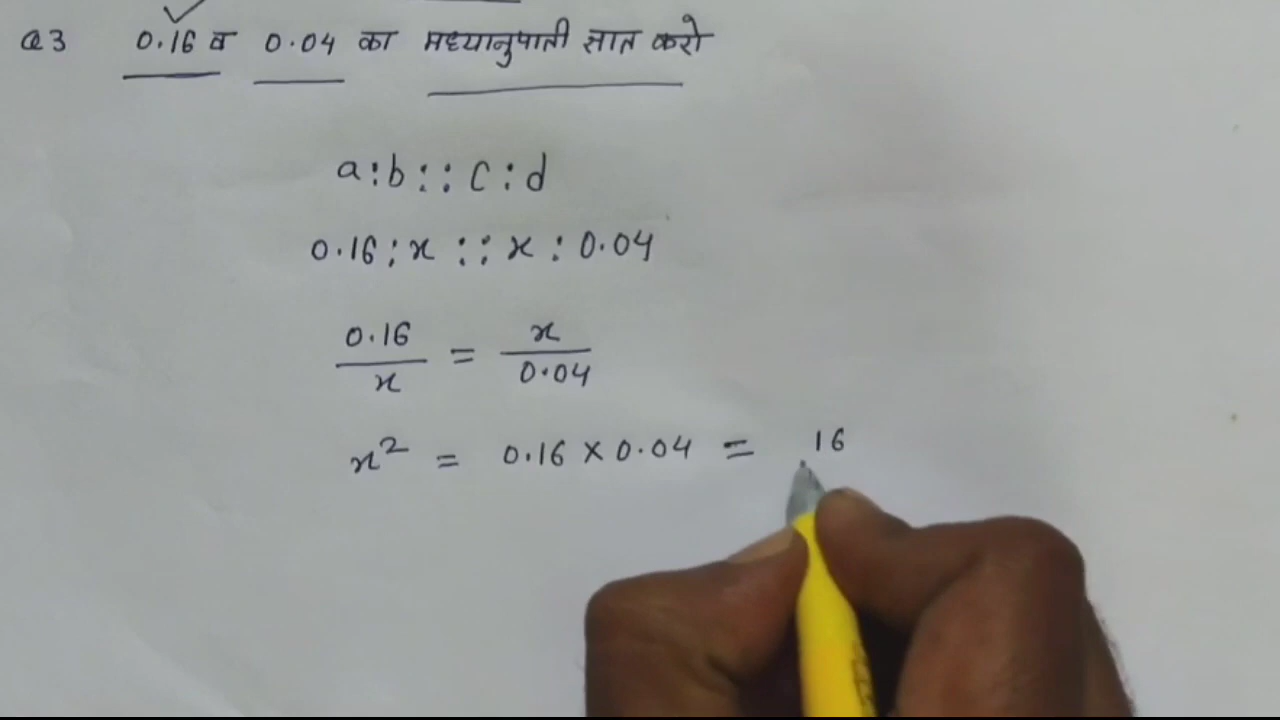 Q3 0.16 व 0.04 का मध्यानुपाती ज्ञात करो
a:b::c:d
0.16:x::x:0.04
0.16/x = x/0.04
x² = 0.16×0.04 = 16